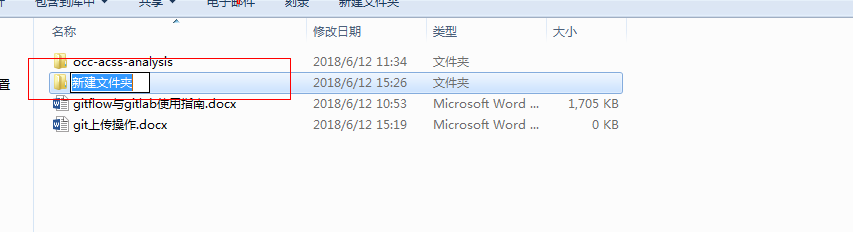 包含到库中 共享 电子邮件 刻录 新建文件夹
名称 修改日期 类型 大小
occ-acss-analysis 2018/6/12 11:34 文件夹
置 新建文件夹 2018/6/12 15:26 文件夹
gitflow与gitlab使用指南.docx 2018/6/12 10:53 Microsoft Word ... 1,705 KB
git上传操作.docx 2018/6/12 15:19 Microsoft Word ... 0 KB